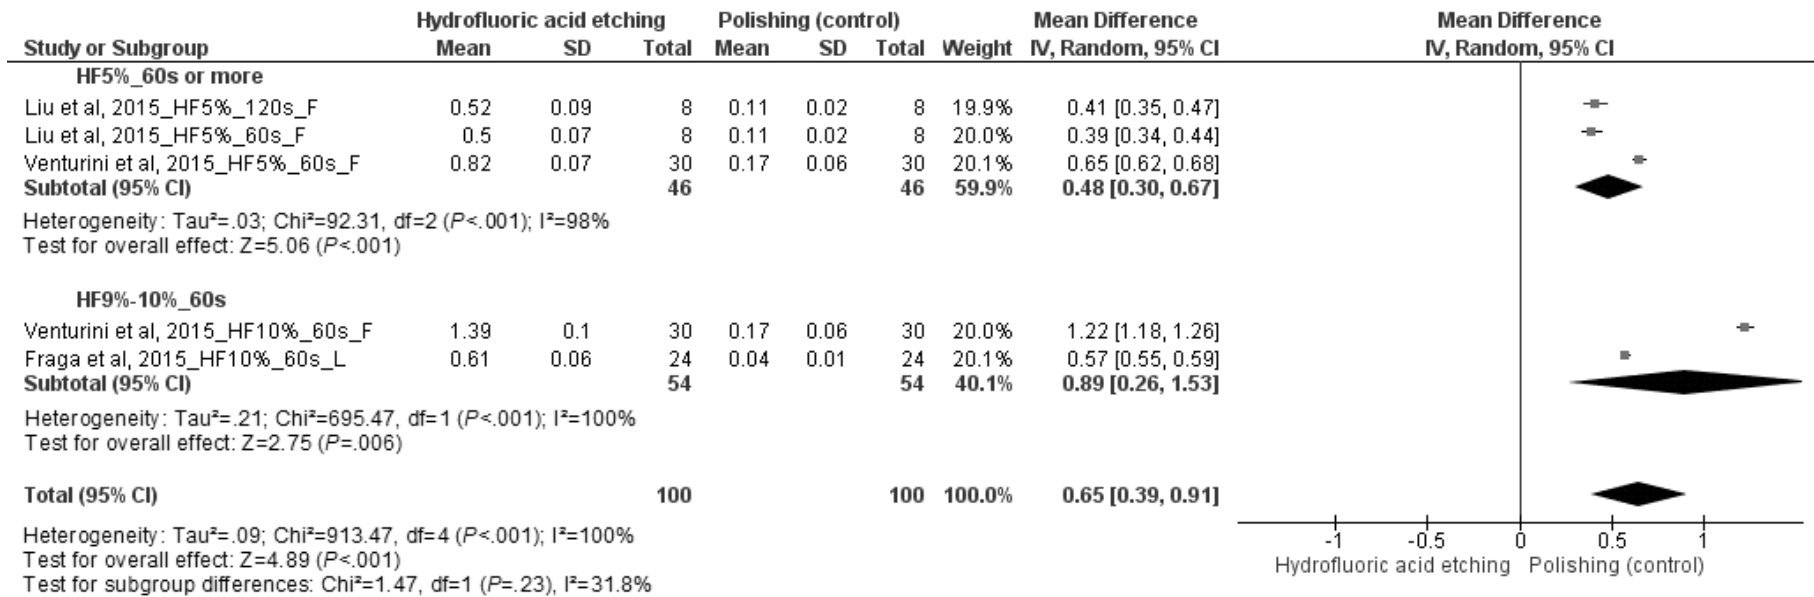 Hydrofluoric acid etching Polishing (control) Mean Difference Mean Difference
Study or Subgroup Mean SD Total Mean SD Total Weight IV, Random, 95% CI IV, Random, 95% CI
HF5%_60s or more
Liu et al, 2015_HF5%_120s_F 0.52 0.09 8 0.11 0.02 8 19.9% 0.41 [0.35, 0.47]
Liu et al, 2015_HF5%_60s_F 0.5 0.07 8 0.11 0.02 8 20.0% 0.39 [0.34, 0.44]
Venturini et al, 2015_HF5%_60s_F 0.82 0.07 30 0.17 0.06 30 20.1% 0.65 [0.62, 0.68]
Subtotal (95% CI) 46 46 59.9% 0.48 [0.30, 0.67]
Heterogeneity: Tau²=.03; Chi²=92.31, df=2 (P<.001); I²=98%
Test for overall effect: Z=5.06 (P<.001)
HF9%-10%_60s
Venturini et al, 2015_HF10%_60s_F 1.39 0.1 30 0.17 0.06 30 20.0% 1.22 [1.18, 1.26]
Fraga et al, 2015_HF10%_60s_L 0.61 0.06 24 0.04 0.01 24 20.1% 0.57 [0.55, 0.59]
Subtotal (95% CI) 54 54 40.1% 0.89 [0.26, 1.53]
Heterogeneity: Tau²=.21; Chi²=695.47, df=1 (P<.001); I²=100%
Test for overall effect: Z=2.75 (P=.006)
Total (95% CI) 100 100 100.0% 0.65 [0.39, 0.91]
Heterogeneity: Tau²=.09; Chi²=913.47, df=4 (P<.001); I²=100%
Test for overall effect: Z=4.89 (P<.001)
Test for subgroup differences: Chi²=1.47, df=1 (P=.23), I²=31.8%
-1 -0.5 0 0.5 1
Hydrofluoric acid etching Polishing (control)